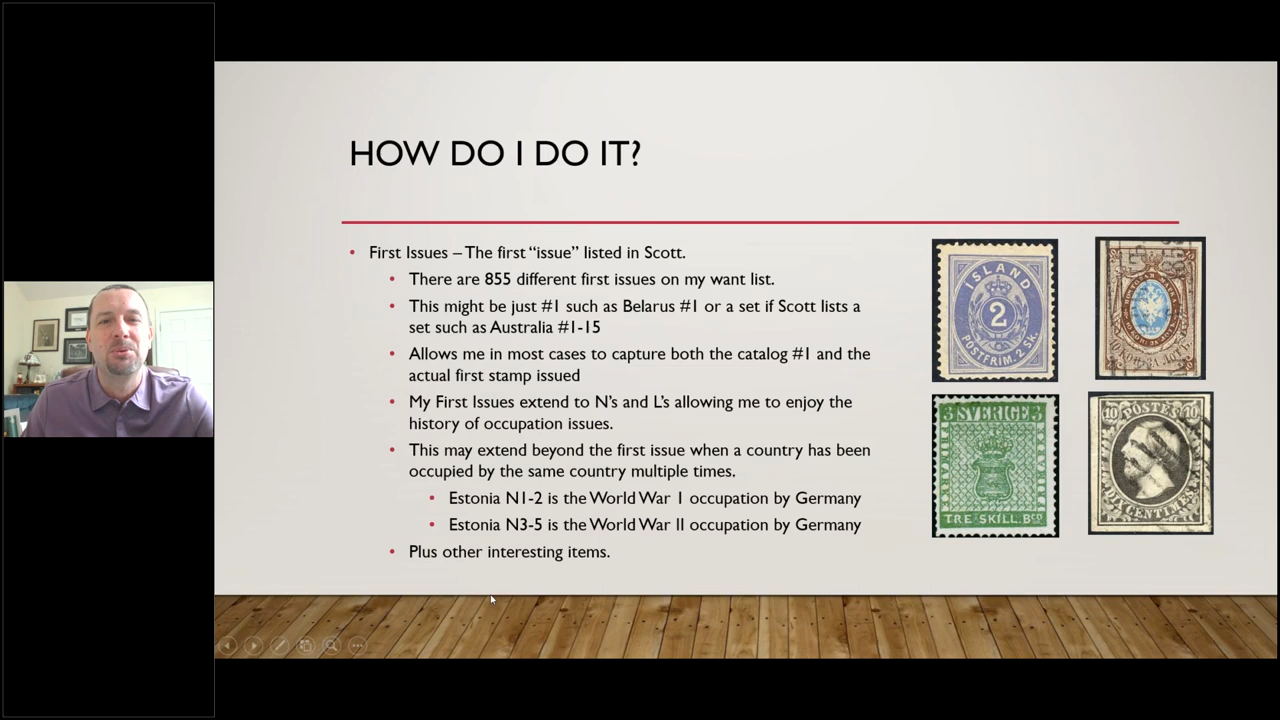 HOW DO I DO IT?
• First Issues – The first “issue” listed in Scott.
• There are 855 different first issues on my want list.
• This might be just #1 such as Belarus #1 or a set if Scott lists a
set such as Australia #1-15
• Allows me in most cases to capture both the catalog #1 and the
actual first stamp issued
• My First Issues extend to N’s and L’s allowing me to enjoy the
history of occupation issues.
• This may extend beyond the first issue when a country has been
occupied by the same country multiple times.
• Estonia N1-2 is the World War I occupation by Germany
• Estonia N3-5 is the World War II occupation by Germany
• Plus other interesting items.
ISLAND
2
POSTFRIM. 2 SK.
3 SVERIGE 3
TRE SKILL. Bco
10 POSTES 10
DIX CENTIMES